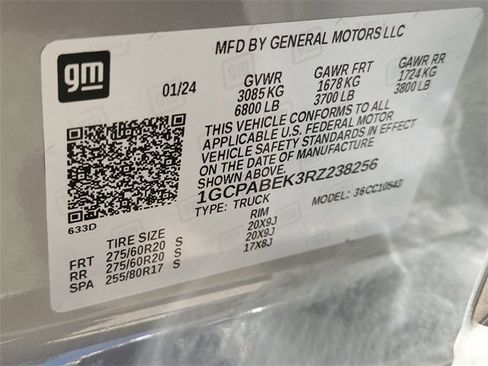 gm
MFD BY GENERAL MOTORS LLC
01/24 GVWR GAWR FRT GAWR RR
3085 KG 1678 KG 1724 KG
6800 LB 3700 LB 3800 LB
THIS VEHICLE CONFORMS TO ALL
APPLICABLE U.S. FEDERAL MOTOR
VEHICLE SAFETY STANDARDS IN EFFECT
ON THE DATE OF MANUFACTURE
SHOWN ABOVE.
1GCPABEK3RZ238256
TYPE: TRUCK MODEL: 36CC10543
633D
TIRE SIZE RIM
FRT 275/60R20 S 20X9J
RR 275/60R20 S 20X9J
SPA 255/80R17 S 17X8J